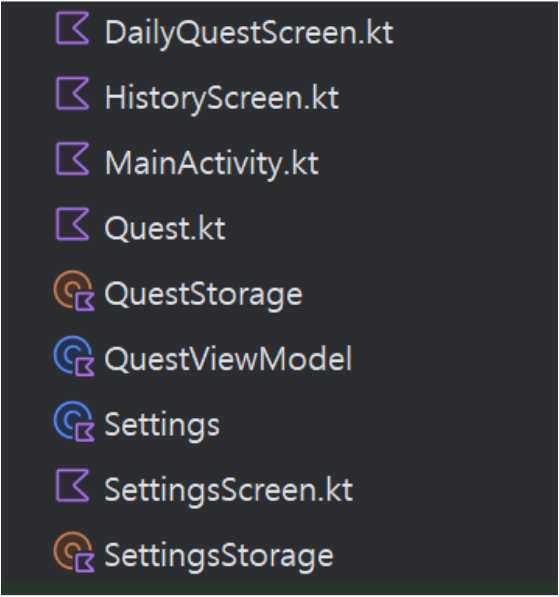 DailyQuestScreen.kt
HistoryScreen.kt
MainActivity.kt
Quest.kt
QuestStorage
QuestViewModel
Settings
SettingsScreen.kt
SettingsStorage